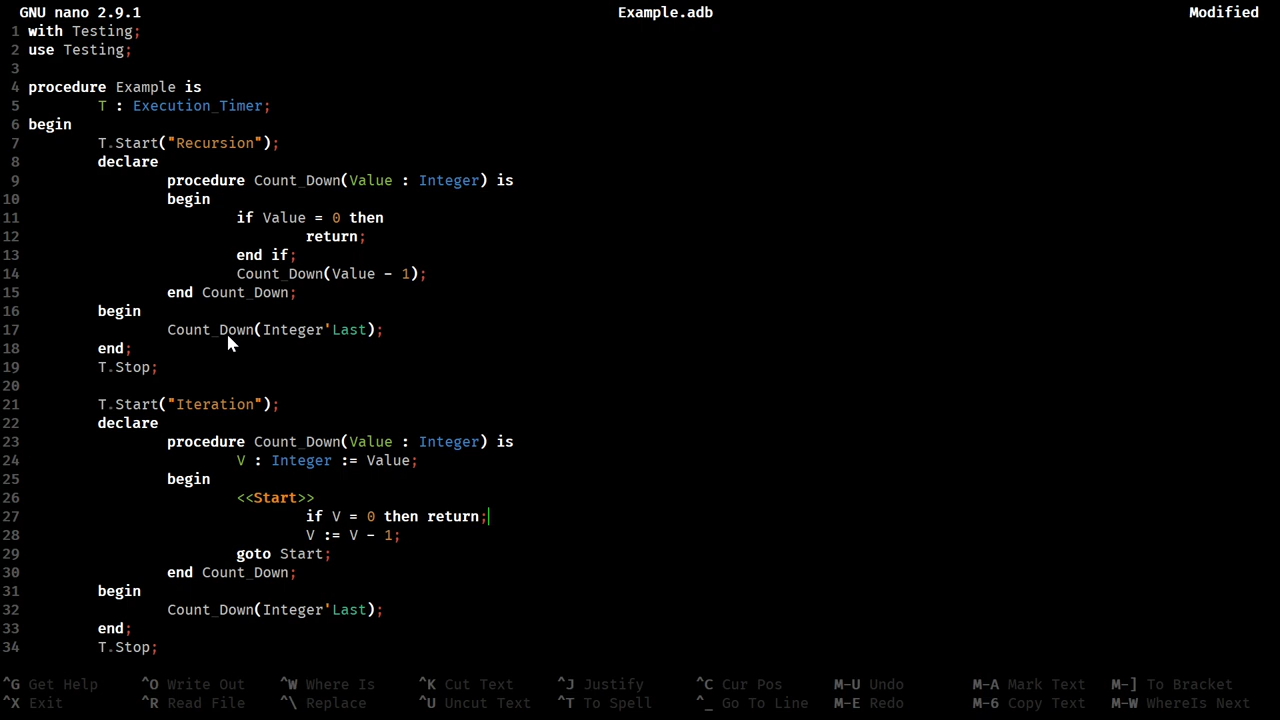 GNU nano 2.9.1 Example.adb Modified
1 with Testing;
2 use Testing;
3
4 procedure Example is
5 T : Execution_Timer;
6 begin
7 T.Start("Recursion");
8 declare
9 procedure Count_Down(Value : Integer) is
10 begin
11 if Value = 0 then
12 return;
13 end if;
14 Count_Down(Value - 1);
15 end Count_Down;
16 begin
17 Count_Down(Integer'Last);
18 end;
19 T.Stop;
20
21 T.Start("Iteration");
22 declare
23 procedure Count_Down(Value : Integer) is
24 V : Integer := Value;
25 begin
26 <<Start>>
27 if V = 0 then return;
28 V := V - 1;
29 goto Start;
30 end Count_Down;
31 begin
32 Count_Down(Integer'Last);
33 end;
34 T.Stop;
^G Get Help ^O Write Out ^W Where Is ^K Cut Text ^J Justify ^C Cur Pos M-U Undo M-A Mark Text M-] To Bracket
^X Exit ^R Read File ^\ Replace ^U Uncut Text ^T To Spell ^_ Go To Line M-E Redo M-6 Copy Text M-W WhereIs Next